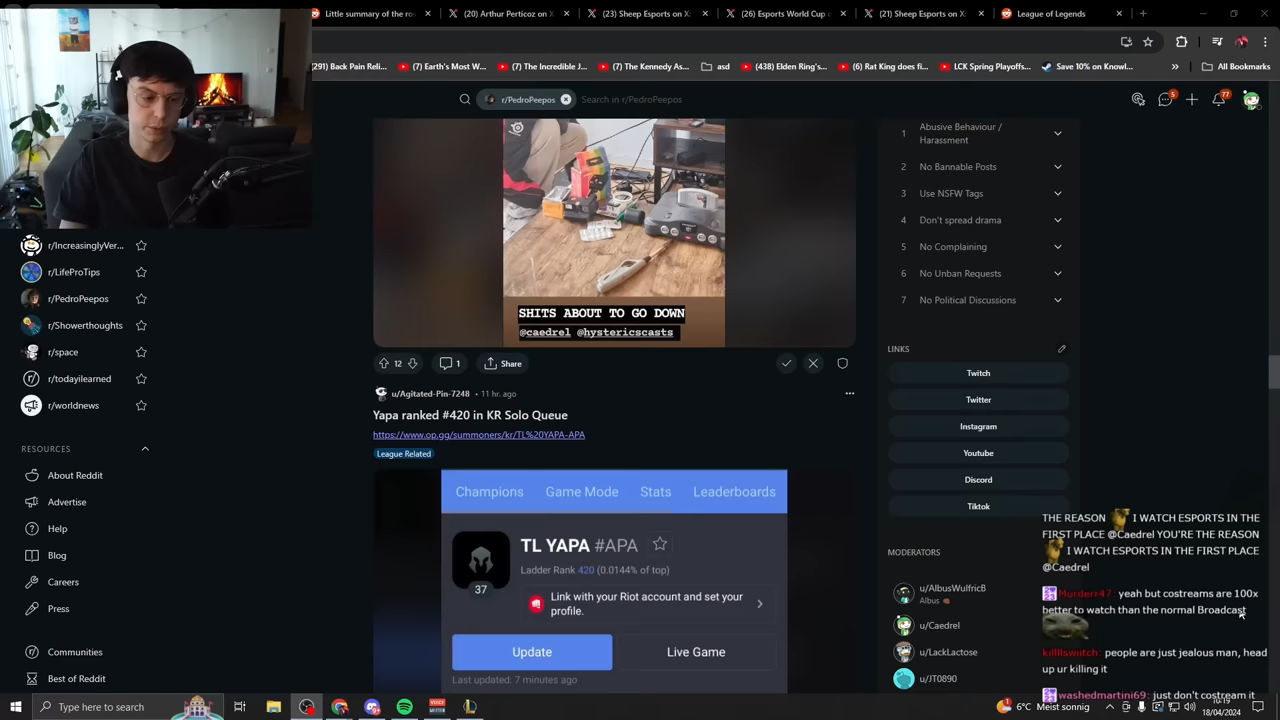 Little summary of the ros
(20) Arthur Perticoz on
(23) Sheep Esports on X
(26) Esports World Cup
(21) Sheep Esports on X
League of Legends
(291) Back Pain Reli...
(7) Earth's Most W...
(7) The Incredible J...
(7) The Kennedy As...
asd
(438) Elden Ring's...
(6) Rat King does fi...
LCK Spring Playoffs...
Save 10% on Knowl...
All Bookmarks
r/PedroPeepos
Search in r/PedroPeepos
5
77
1 Abusive Behaviour /
Harassment
2 No Bannable Posts
3 Use NSFW Tags
4 Don't spread drama
5 No Complaining
6 No Unban Requests
7 No Political Discussions
r/IncreasinglyVer...
r/LifeProTips
r/PedroPeepos
r/Showerthoughts
r/space
r/todayilearned
r/worldnews
RESOURCES
About Reddit
Advertise
Help
Blog
Careers
Press
Communities
Best of Reddit
SHITS ABOUT TO GO DOWN
@caedrel @hystericscasts
12
1
Share
u/Agitated-Pin-7248 • 11 hr. ago
Yapa ranked #420 in KR Solo Queue
https://www.op.gg/summoners/kr/TL%20YAPA-APA
League Related
Champions Game Mode Stats Leaderboards
TL YAPA #APA
Ladder Rank 420 (0.0144% of top)
37
Link with your Riot account and set your
profile.
Update
Live Game
Last updated: 7 minutes ago
LINKS
Twitch
Twitter
Instagram
Youtube
Discord
Tiktok
MODERATORS
u/AlbusWulfricB
Albus
u/Caedrel
u/LackLactose
u/JT0890
THE REASON I WATCH ESPORTS IN THE
FIRST PLACE @Caedrel YOU'RE THE REASON
I WATCH ESPORTS IN THE FIRST PLACE
@Caedrel
Murderr47: yeah but costreams are 100x
better to watch than the normal Broadcast
killllswiitch: people are just jealous man, head
up ur killing it
washedmartini69: just don't costream it
Type here to search
6°C Meist sonnig
10:19
18/04/2024